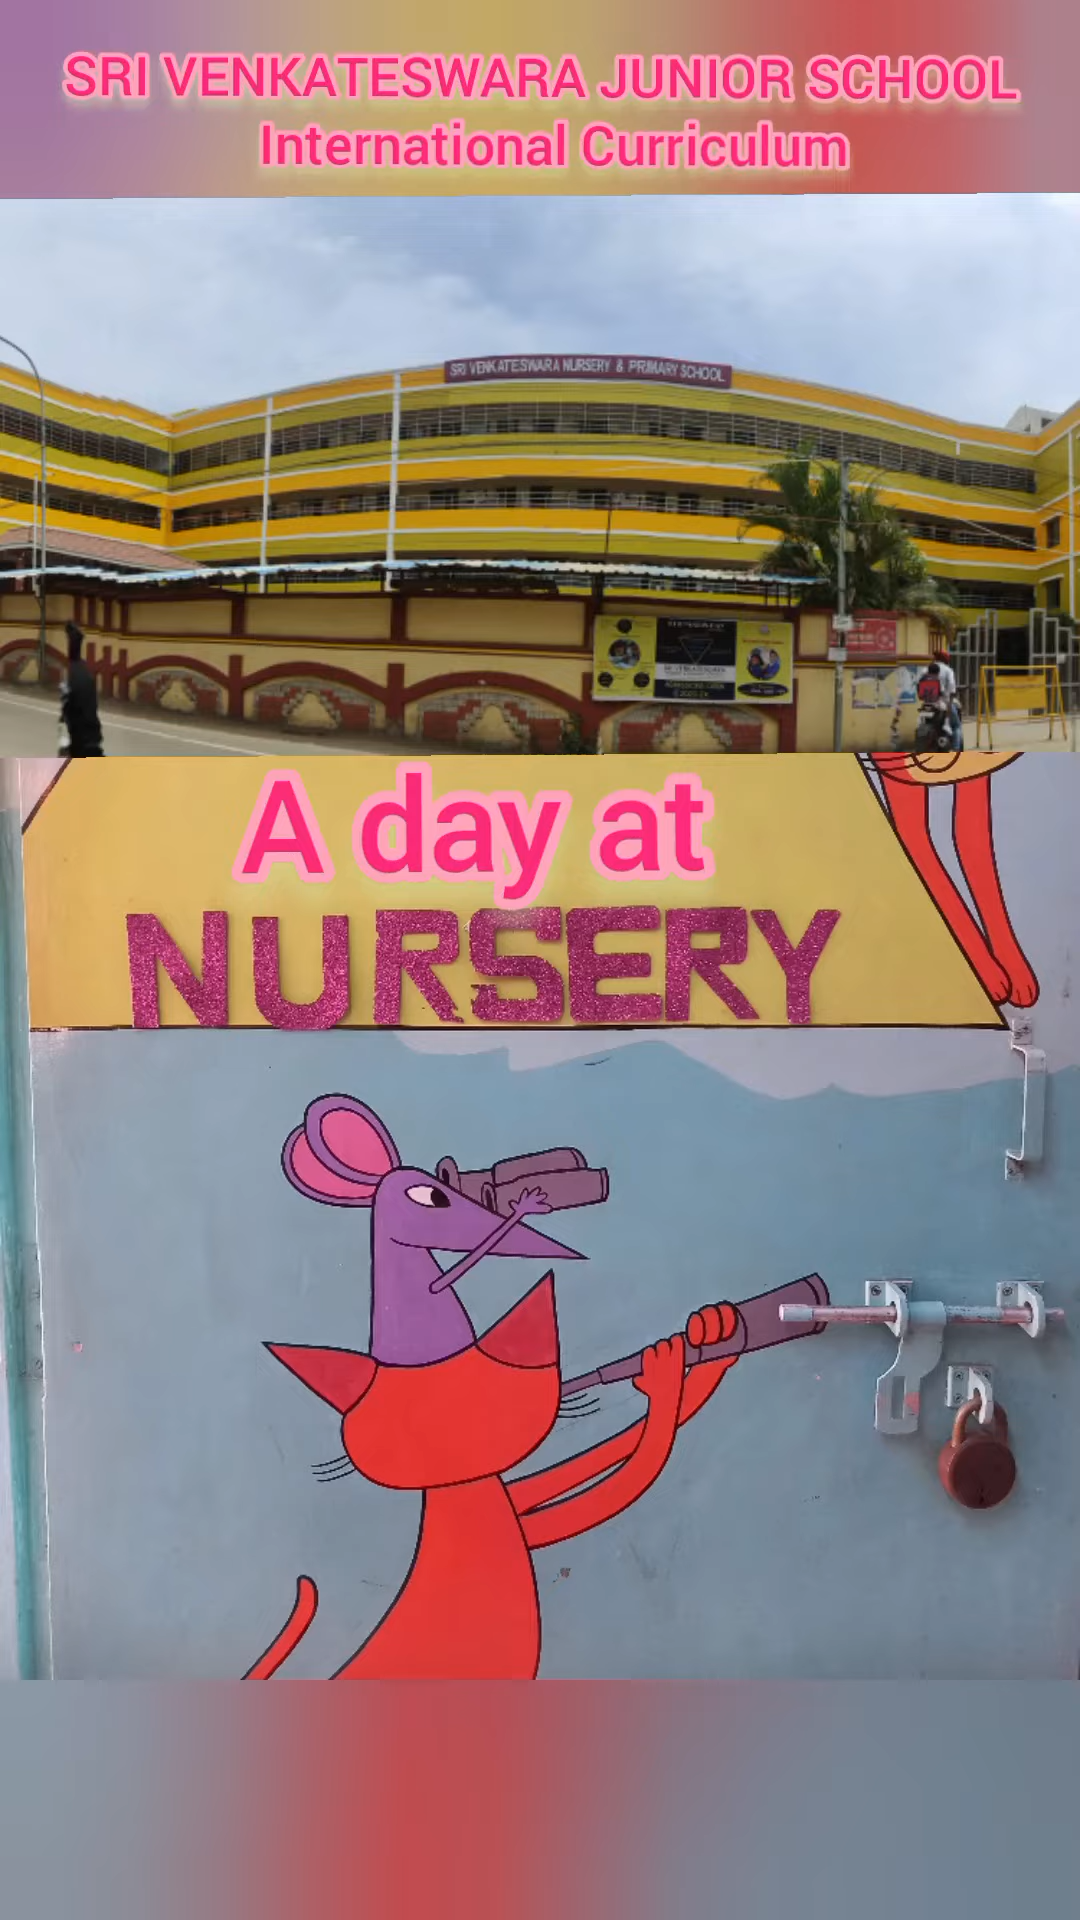 SRI VENKATESWARA JUNIOR SCHOOL
International Curriculum
SRI VENKATESWARA NURSERY & PRIMARY SCHOOL
A day at
NURSERY